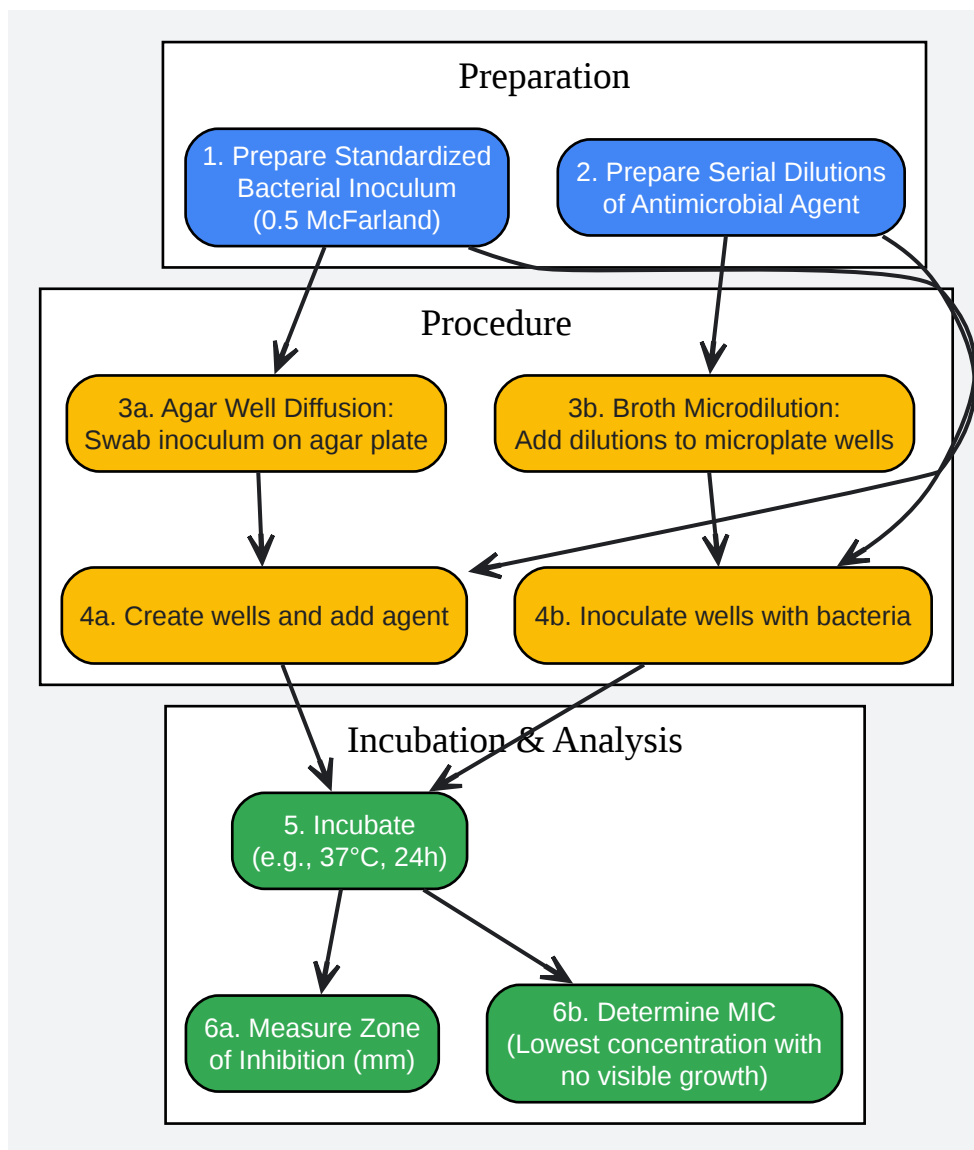 Preparation
1. Prepare Standardized
Bacterial Inoculum
(0.5 McFarland)
2. Prepare Serial Dilutions
of Antimicrobial Agent
Procedure
3a. Agar Well Diffusion:
Swab inoculum on agar plate
3b. Broth Microdilution:
Add dilutions to microplate wells
4a. Create wells and add agent
4b. Inoculate wells with bacteria
Incubation & Analysis
5. Incubate
(e.g., 37°C, 24h)
6a. Measure Zone
of Inhibition (mm)
6b. Determine MIC
(Lowest concentration with
no visible growth)